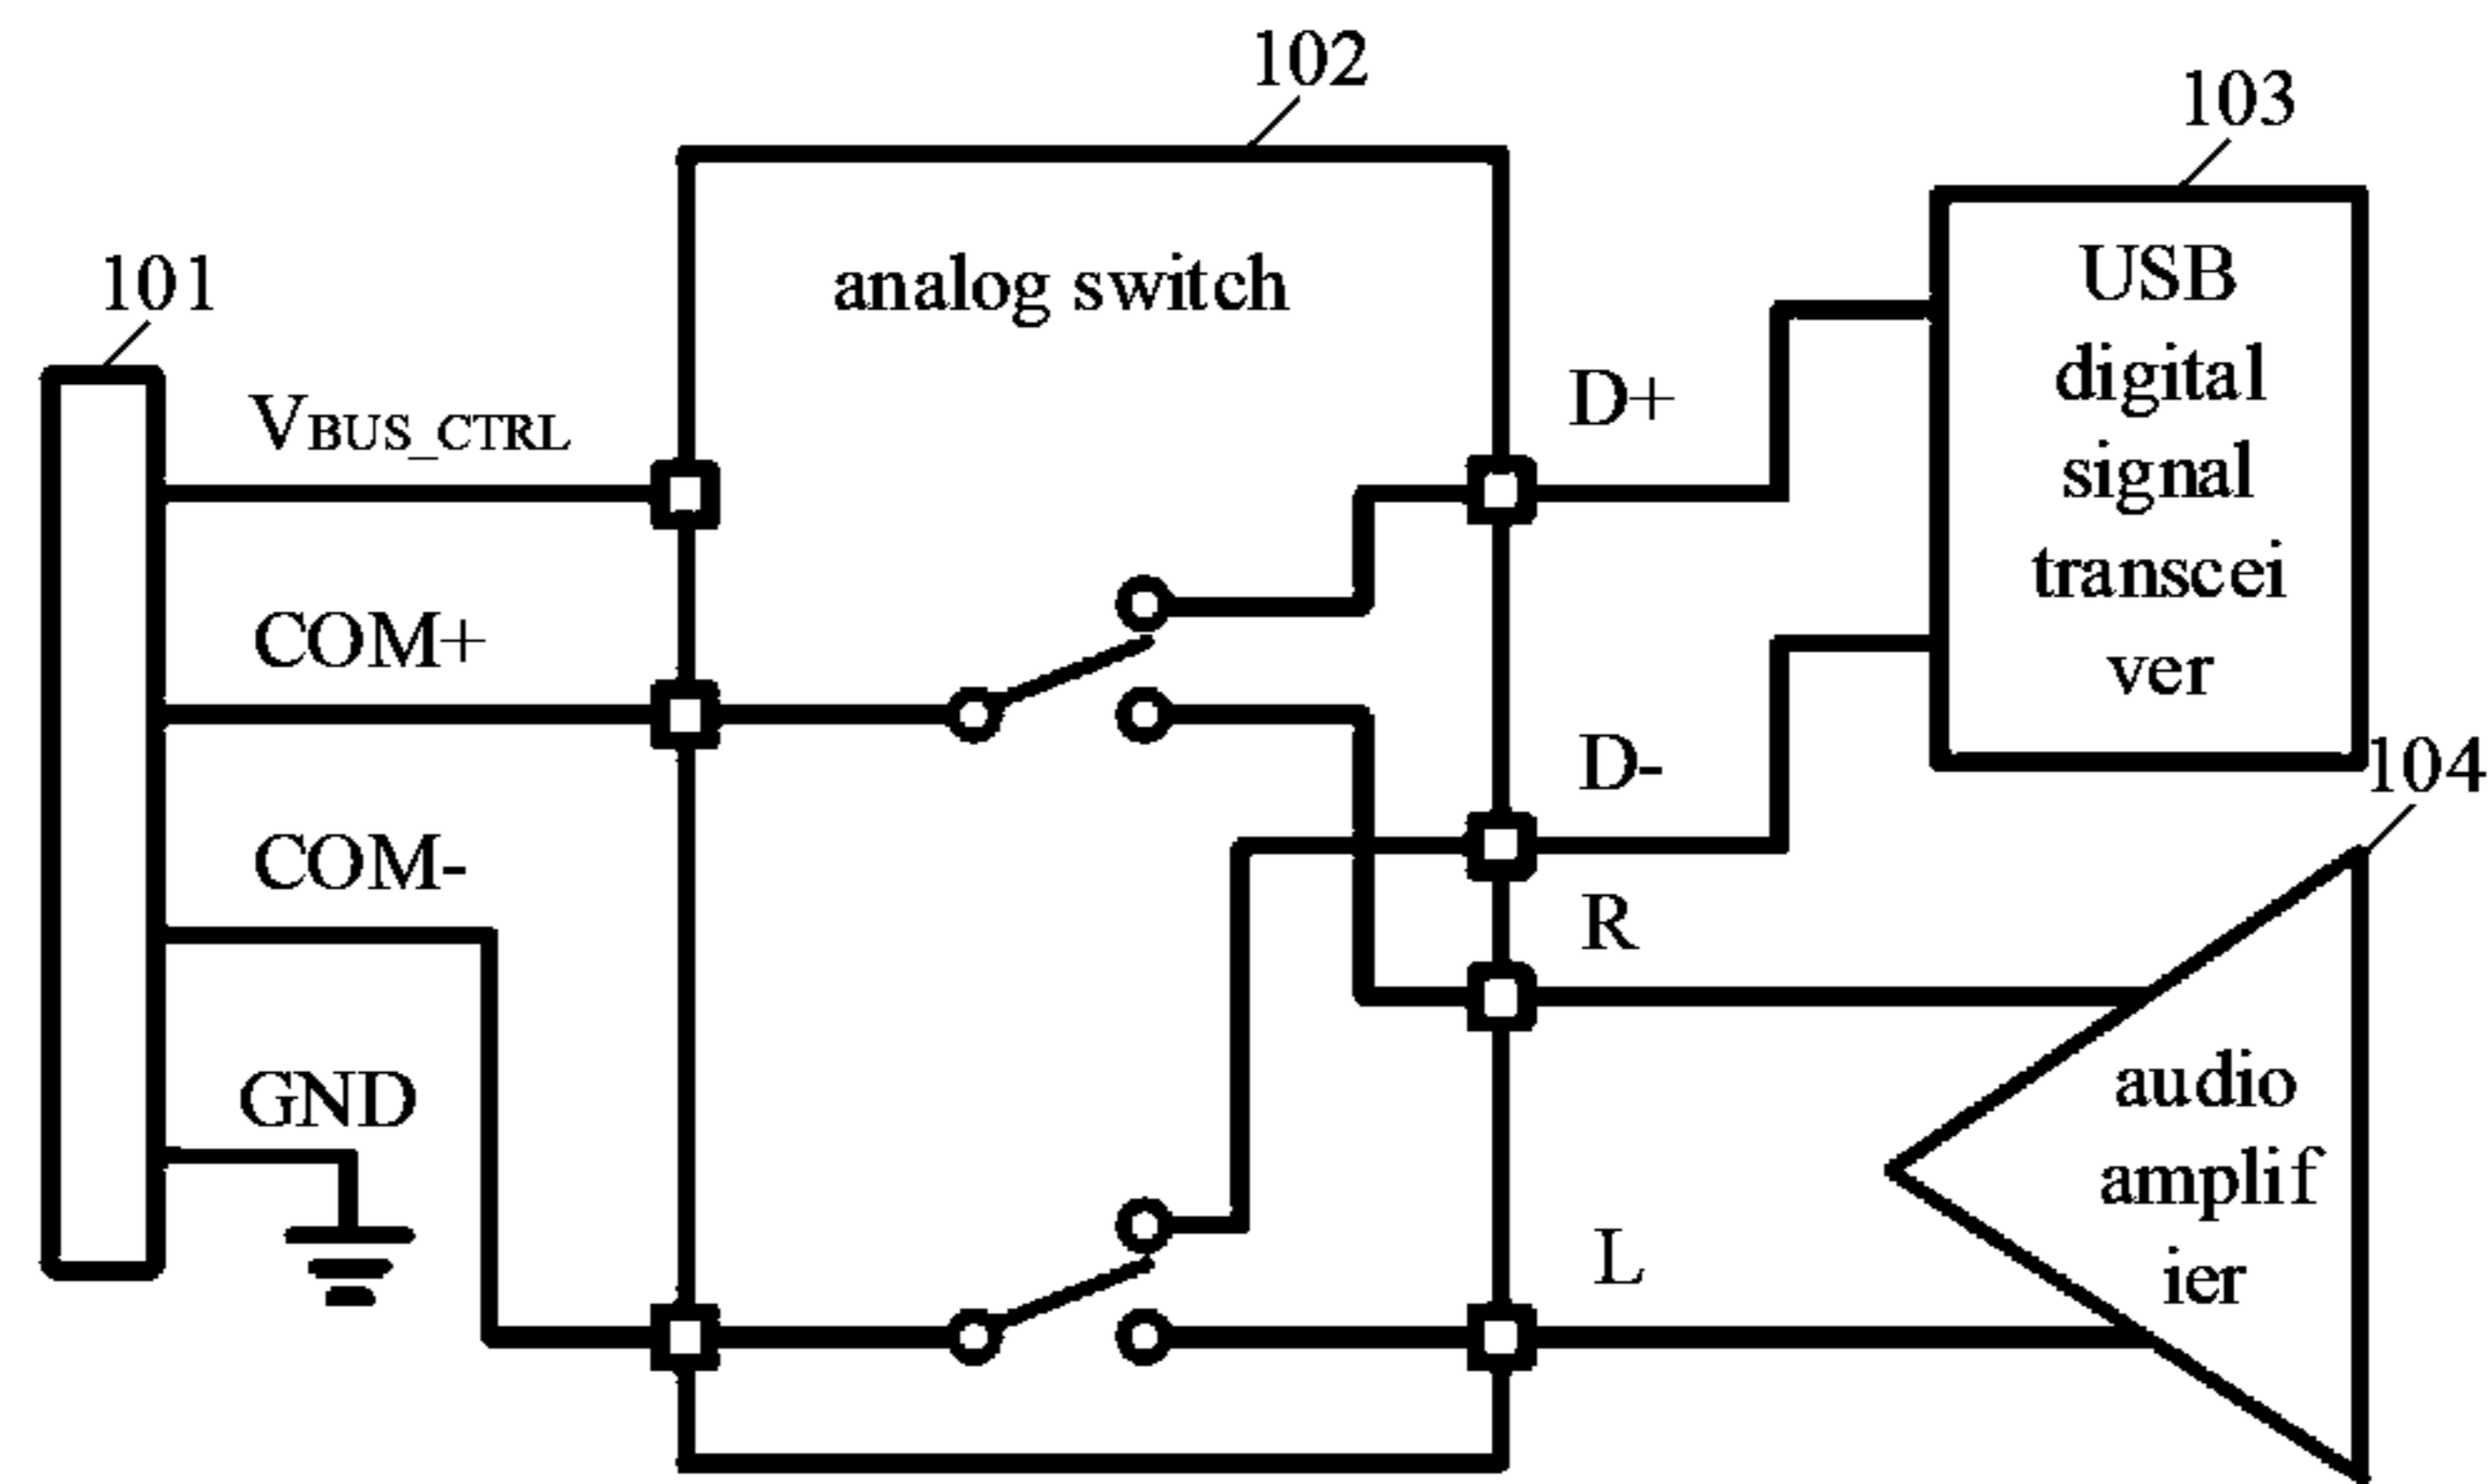 102
103
101
analog switch
USB
digital
signal
transcei
ver
VBUS_CTRL
D+
COM+
D-
104
COM-
R
GND
audio
amplif
ier
L